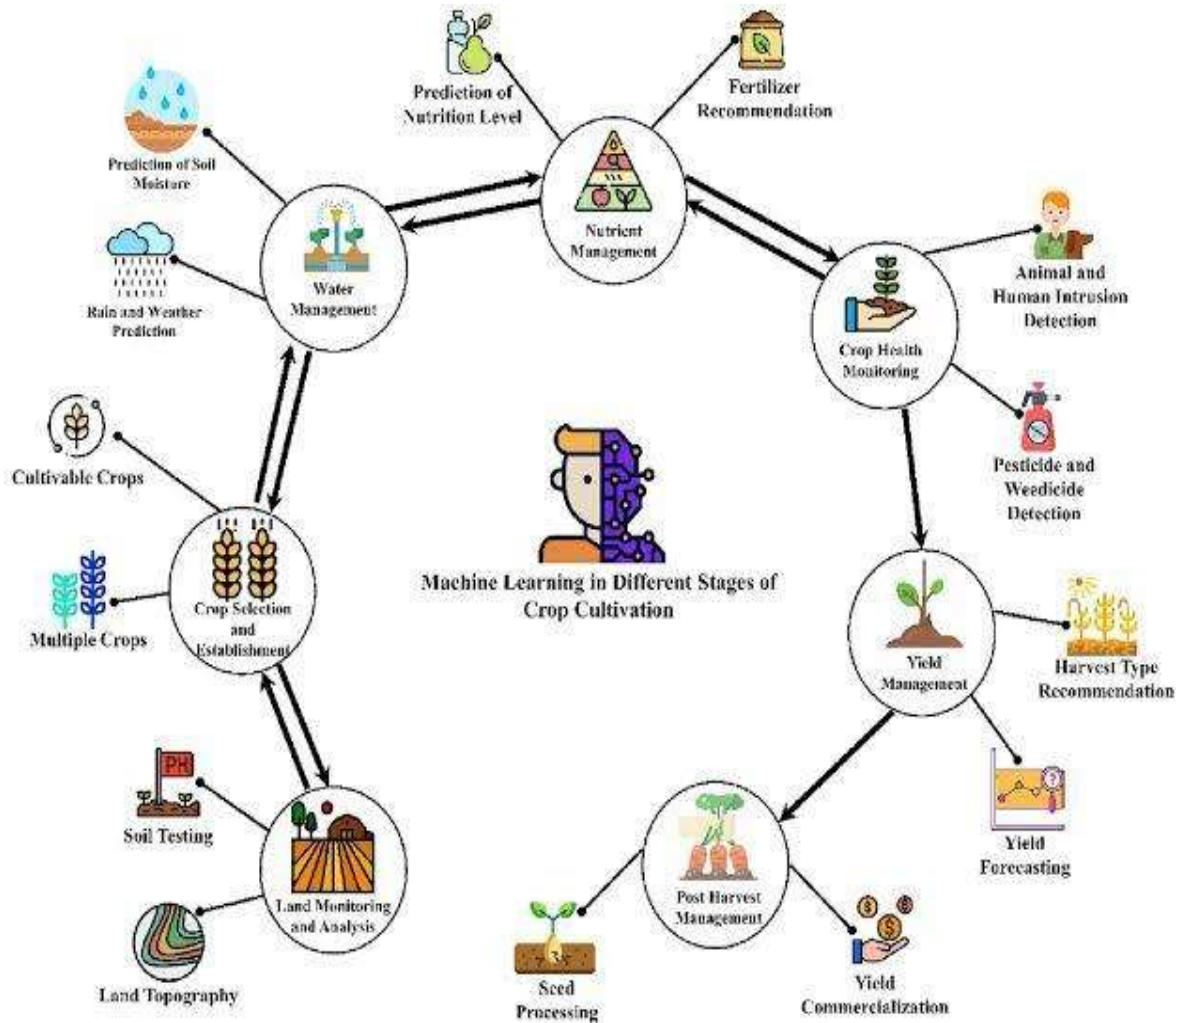 Prediction of
Nutrition Level
Fertilizer
Recommendation
Prediction of Soil
Moisture
Nutrient
Management
Rain and Weather
Prediction
Water
Management
Animal and
Human Intrusion
Detection
Crop Health
Monitoring
Cultivable Crops
Pesticide and
Weedicide
Detection
Machine Learning in Different Stages of
Crop Cultivation
Crop Selection
and
Establishment
Multiple Crops
Yield
Management
Harvest Type
Recommendation
PH
Soil Testing
Land Monitoring
and Analysis
Land Topography
Post Harvest
Management
?
Yield
Forecasting
Seed
Processing
$
$
$
Yield
Commercialization